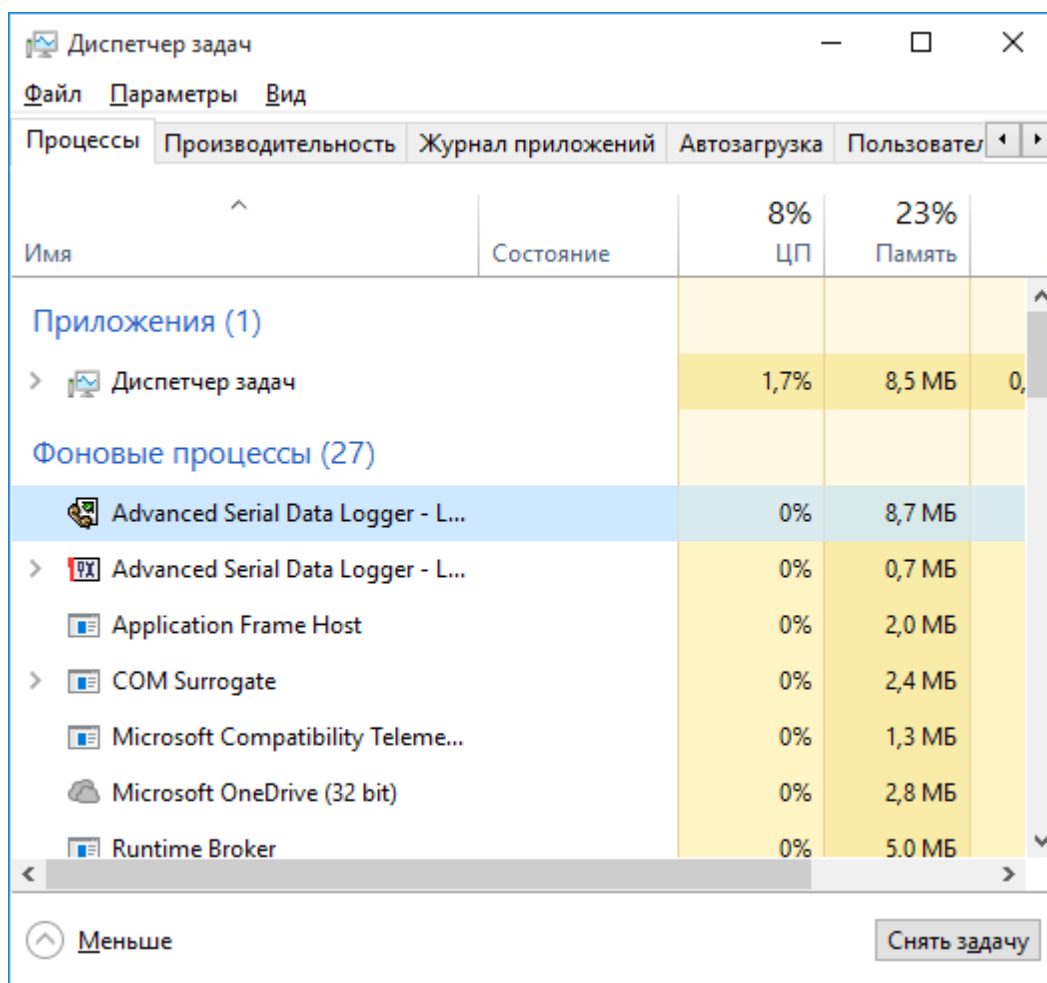 Диспетчер задач
Файл Параметры Вид
Процессы Производительность Журнал приложений Автозагрузка Пользовател
8% 23%
Имя Состояние ЦП Память
Приложения (1)
Диспетчер задач 1,7% 8,5 МБ 0,
Фоновые процессы (27)
Advanced Serial Data Logger - L... 0% 8,7 МБ
Advanced Serial Data Logger - L... 0% 0,7 МБ
Application Frame Host 0% 2,0 МБ
COM Surrogate 0% 2,4 МБ
Microsoft Compatibility Teleme... 0% 1,3 МБ
Microsoft OneDrive (32 bit) 0% 2,8 МБ
Runtime Broker 0% 5,0 МБ
Меньше Снять задачу